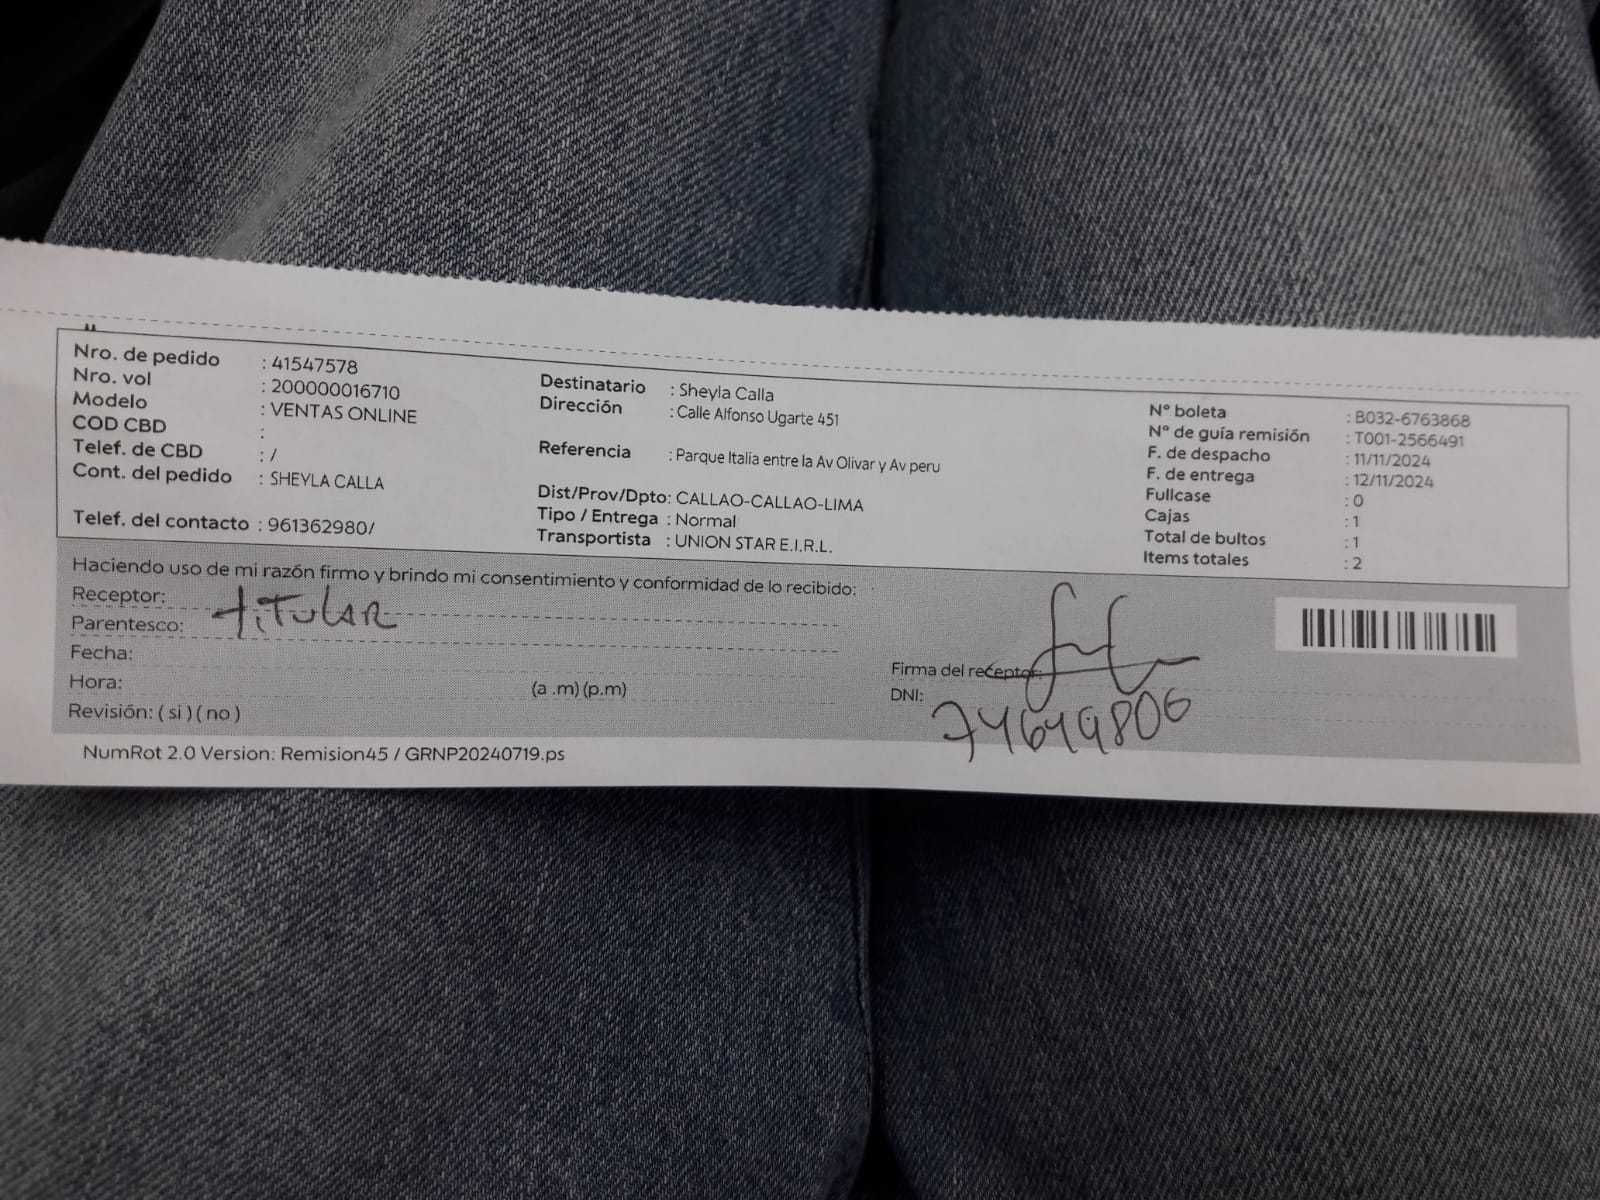 Nro. de pedido : 41547578
Nro. vol : 200000016710
Modelo : VENTAS ONLINE
COD CBD :
Telef. de CBD : /
Cont. del pedido : SHEYLA CALLA
Telef. del contacto : 961362980/
Destinatario : Sheyla Calla
Dirección : Calle Alfonso Ugarte 451
Referencia : Parque Italia entre la Av Olivar y Av peru
Dist/Prov/Dpto: CALLAO-CALLAO-LIMA
Tipo / Entrega : Normal
Transportista : UNION STAR E.I.R.L.
N° boleta : B032-6763868
N° de guía remisión : T001-2566491
F. de despacho : 11/11/2024
F. de entrega : 12/11/2024
Fullcase : 0
Cajas : 1
Total de bultos : 1
Items totales : 2
Haciendo uso de mi razón firmo y brindo mi consentimiento y conformidad de lo recibido:
Receptor: TITULAR
Parentesco:
Fecha:
Hora: (a .m) (p.m)
Revisión: ( si ) ( no )
Firma del receptor:
DNI: 74649806
NumRot 2.0 Version: Remision45 / GRNP20240719.ps